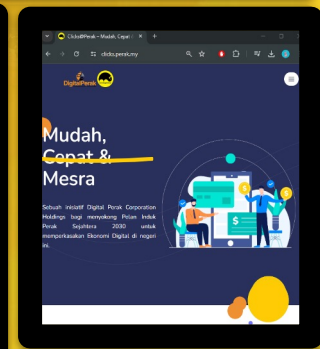 Clicks@Perak – Mudah, Cepat &
clicks.perak.my
DigitalPerak
Mudah,
Cepat &
Mesra
Sebuah inisiatif Digital Perak Corporation
Holdings bagi menyokong Pelan Induk
Perak Sejahtera 2030 untuk
memperkasakan Ekonomi Digital di negeri
ini.